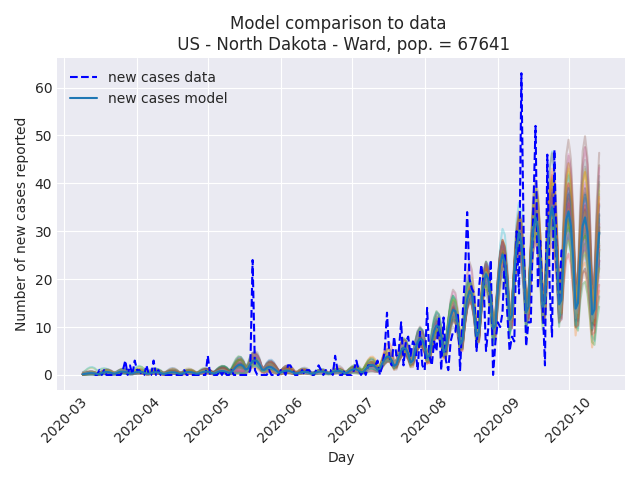 Model comparison to data
US - North Dakota - Ward, pop. = 67641
new cases data
new cases model
Number of new cases reported
60
50
40
30
20
10
0
2020-03
2020-04
2020-05
2020-06
2020-07
2020-08
2020-09
2020-10
Day